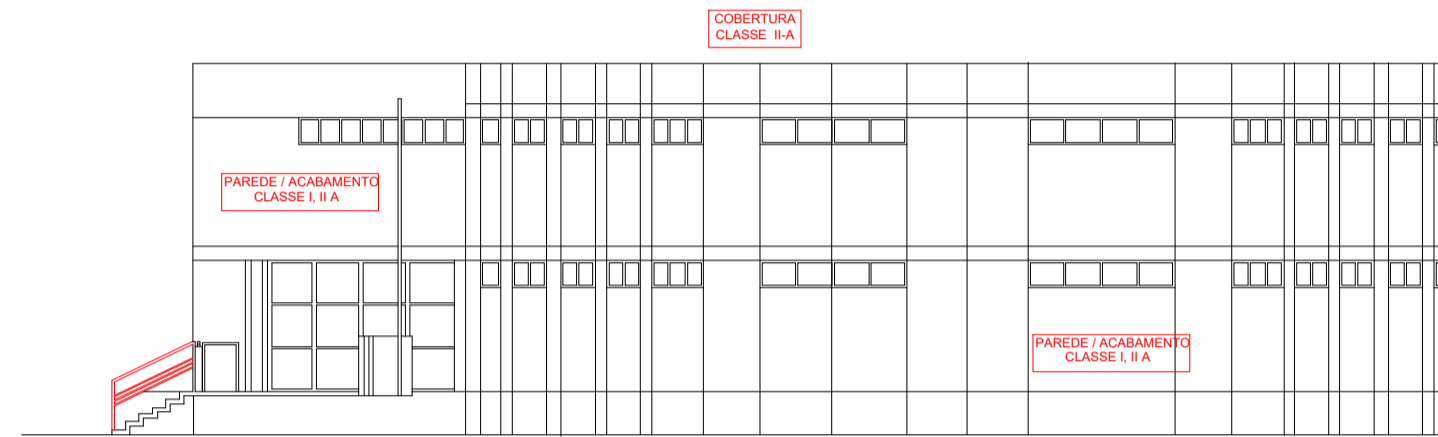 COBERTURA
CLASSE II-A
PAREDE / ACABAMENTO
CLASSE I, II A
PAREDE / ACABAMENTO
CLASSE I, II A